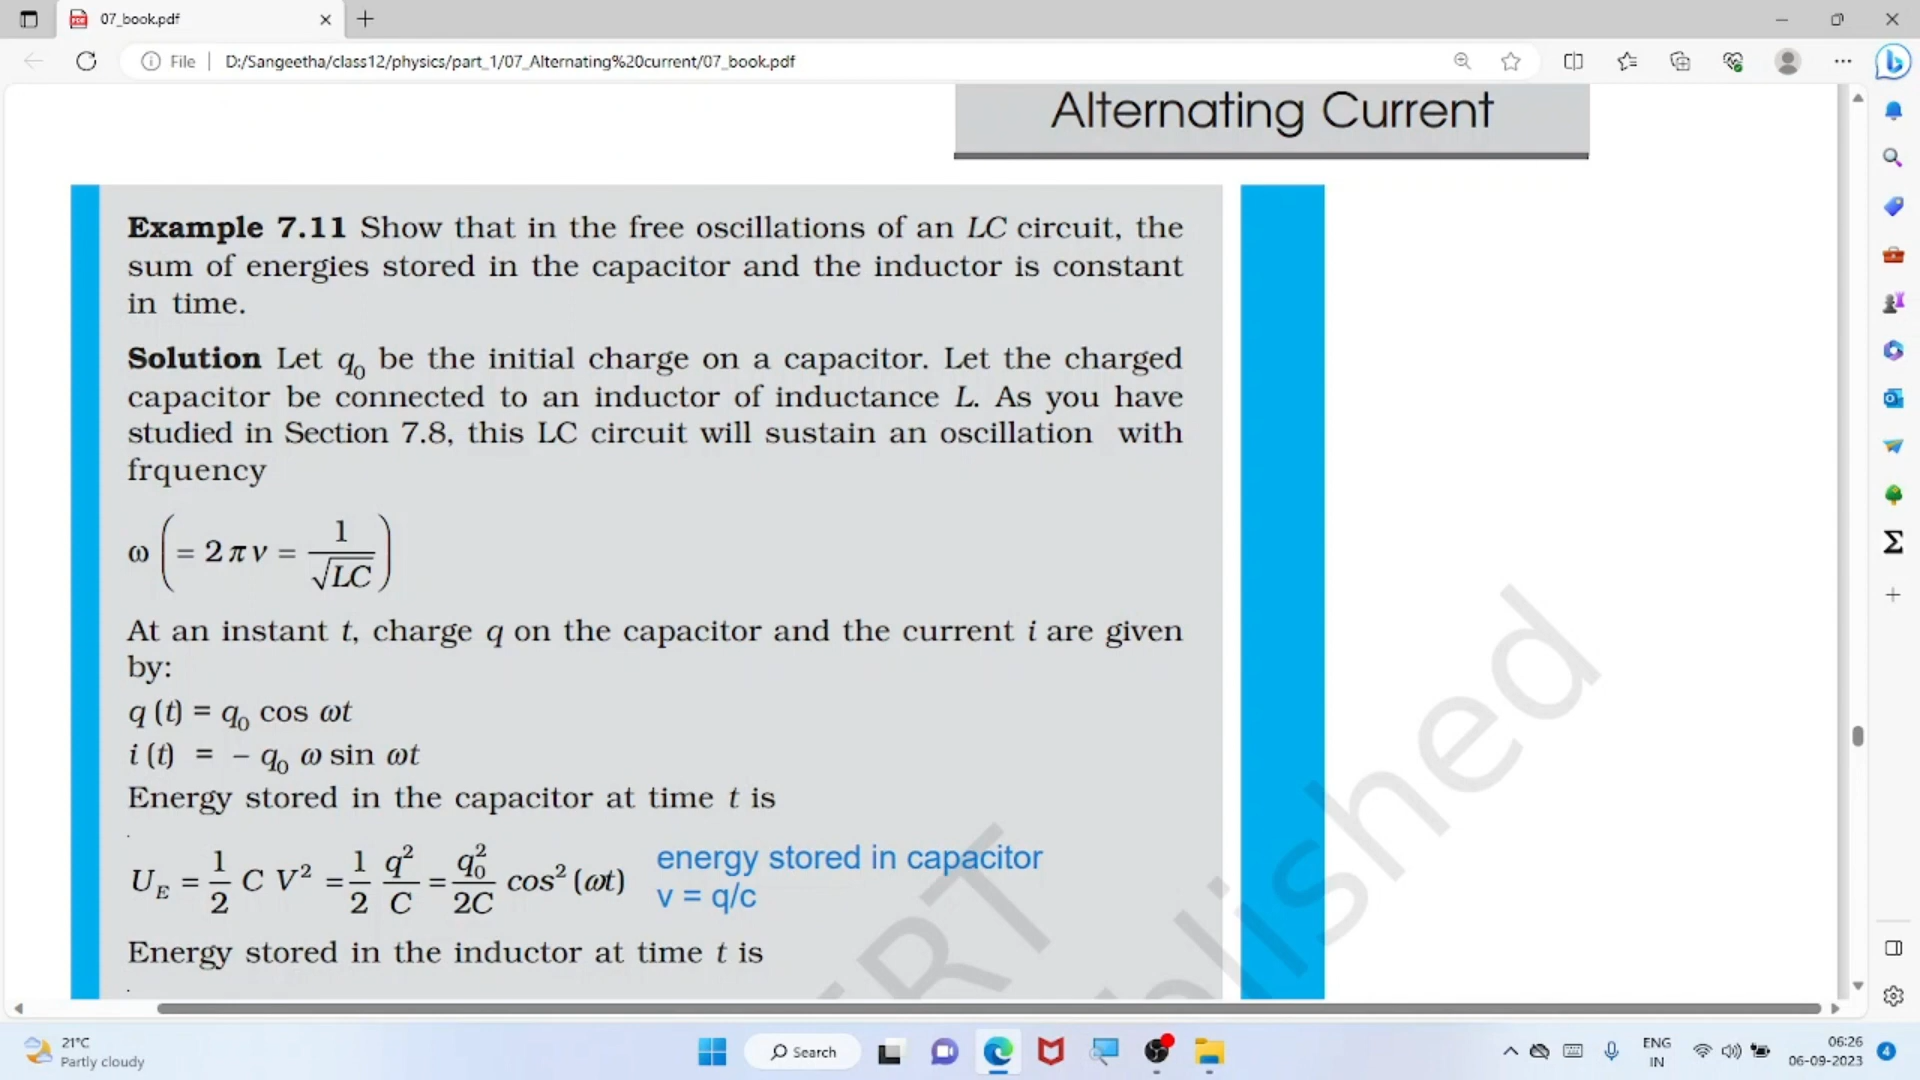 07_book.pdf
File
D:/Sangeetha/class12/physics/part_1/07_Alternating%20current/07_book.pdf
Alternating Current
Example 7.11 Show that in the free oscillations of an LC circuit, the
sum of energies stored in the capacitor and the inductor is constant
in time.
Solution Let q₀ be the initial charge on a capacitor. Let the charged
capacitor be connected to an inductor of inductance L. As you have
studied in Section 7.8, this LC circuit will sustain an oscillation with
frquency
ω (= 2 π ν = 1/√LC)
At an instant t, charge q on the capacitor and the current i are given
by:
q (t) = q₀ cos ωt
i (t) = – q₀ ω sin ωt
Energy stored in the capacitor at time t is
U_E = 1/2 C V² = 1/2 q²/C = q₀²/2C cos² (ωt)
energy stored in capacitor
v = q/c
Energy stored in the inductor at time t is
21°C
Partly cloudy
Search
ENG
IN
06:26
06-09-2023
4